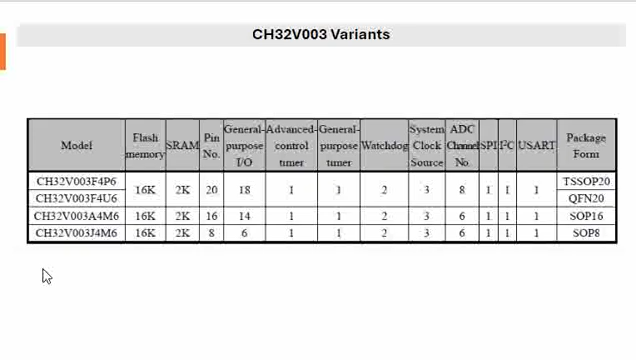 CH32V003 Variants
Model Flash memory SRAM Pin No. General-purpose I/O Advanced-control timer General-purpose timer Watchdog System Clock Source ADC Channel No. SPI I²C USART Package Form
CH32V003F4P6 16K 2K 20 18 1 1 2 3 8 1 1 1 TSSOP20
CH32V003F4U6 QFN20
CH32V003A4M6 16K 2K 16 14 1 1 2 3 6 1 1 1 SOP16
CH32V003J4M6 16K 2K 8 6 1 1 2 3 6 1 1 1 SOP8